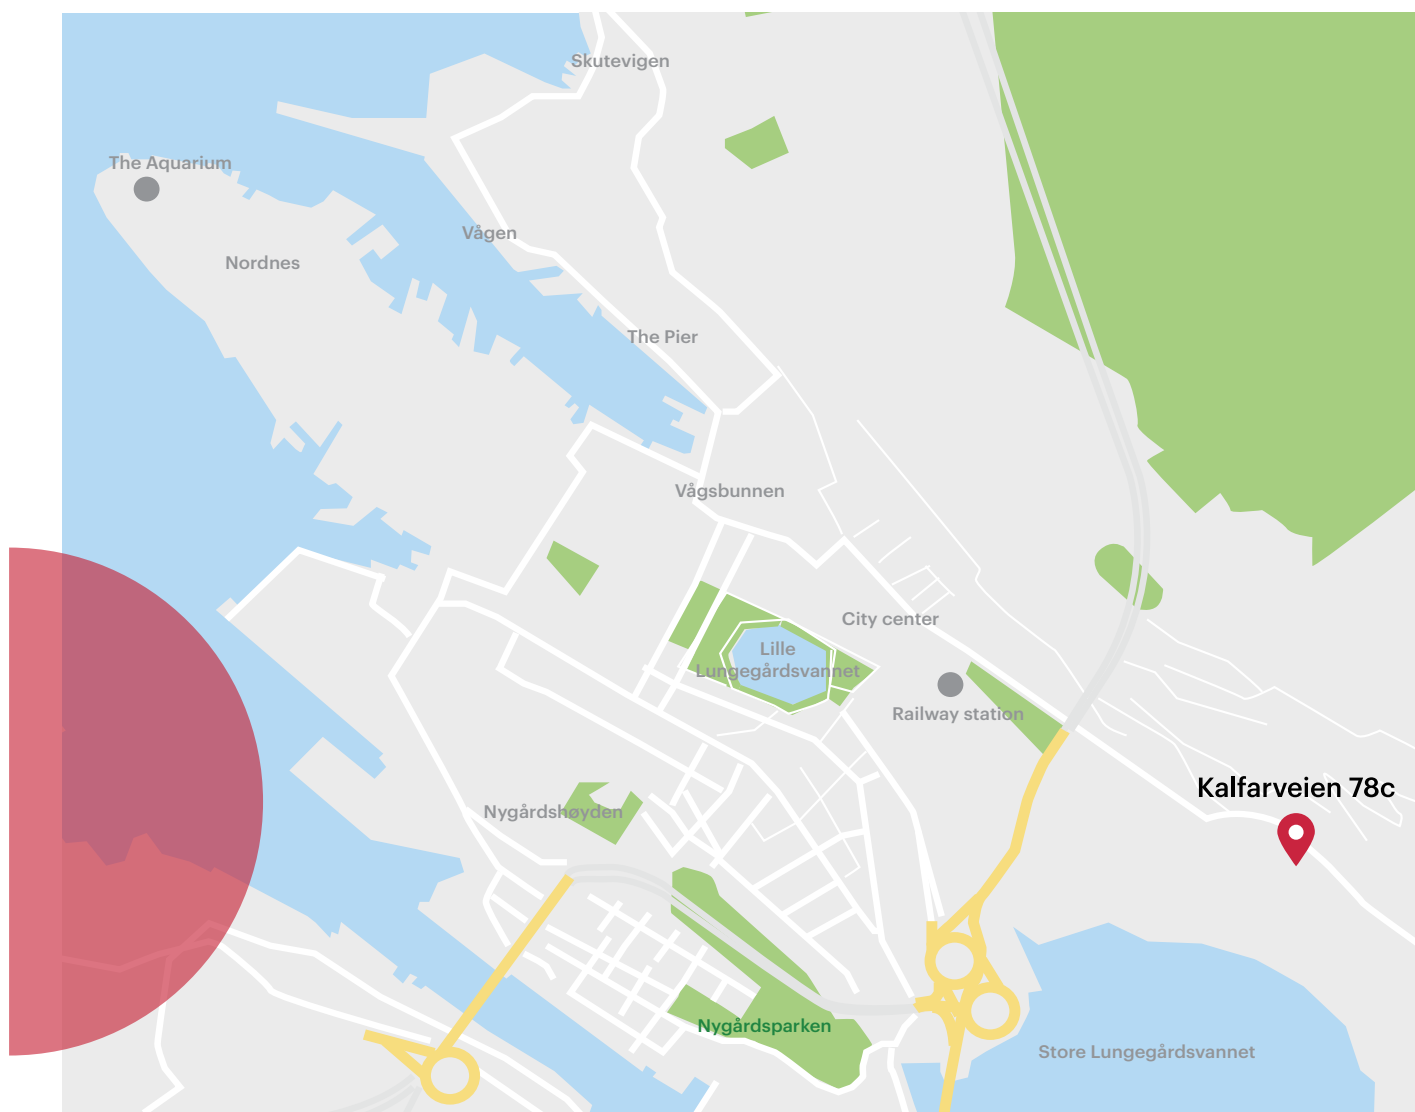 Skutevigen
The Aquarium
Vågen
Nordnes
The Pier
Vågsbunnen
City center
Lille
Lungegårdsvannet
Railway station
Kalfarveien 78c
Nygårdshøyden
Nygårdsparken
Store Lungegårdsvannet